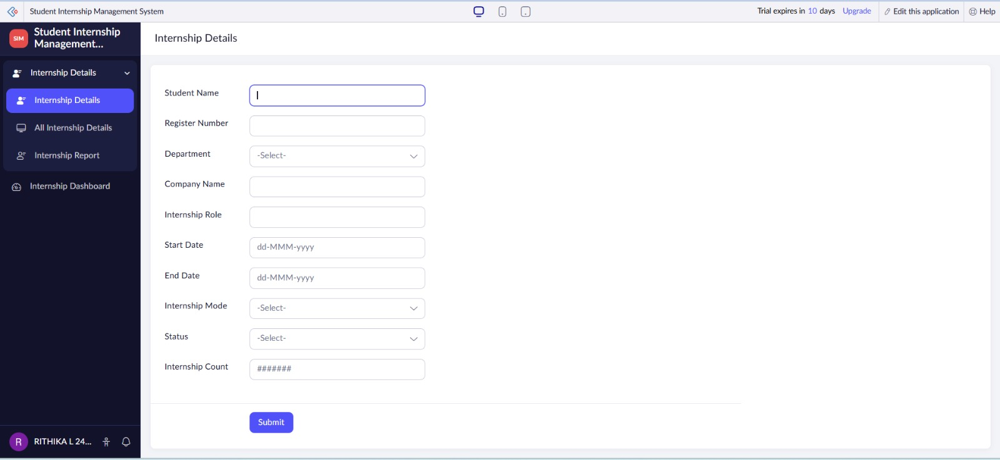 Student Internship Management System
Trial expires in 10 days Upgrade
Edit this application
Help
SIM
Student Internship
Management...
Internship Details
Internship Details
All Internship Details
Internship Report
Internship Dashboard
Internship Details
Student Name
Register Number
Department
-Select-
Company Name
Internship Role
Start Date
dd-MMM-yyyy
End Date
dd-MMM-yyyy
Internship Mode
-Select-
Status
-Select-
Internship Count
#######
Submit
R
RITHIKA L 24...